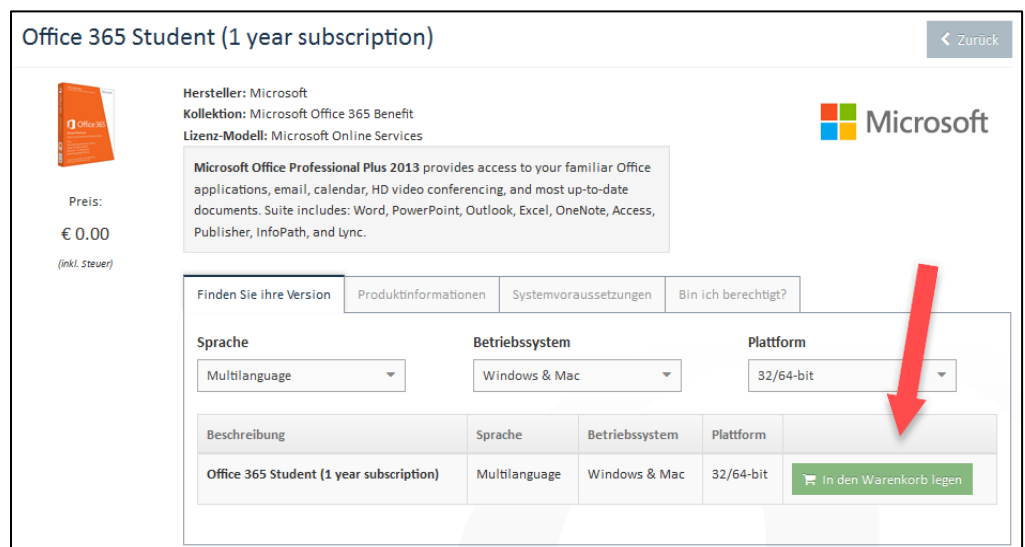 Office 365 Student (1 year subscription)
Zurück
Office 365
Hersteller: Microsoft
Kollektion: Microsoft Office 365 Benefit
Lizenz-Modell: Microsoft Online Services
Microsoft
Microsoft Office Professional Plus 2013 provides access to your familiar Office
applications, email, calendar, HD video conferencing, and most up-to-date
documents. Suite includes: Word, PowerPoint, Outlook, Excel, OneNote, Access,
Publisher, InfoPath, and Lync.
Preis:
€ 0.00
(inkl. Steuer)
Finden Sie ihre Version Produktinformationen Systemvoraussetzungen Bin ich berechtigt?
Sprache Betriebssystem Plattform
Multilanguage Windows & Mac 32/64-bit
Beschreibung Sprache Betriebssystem Plattform
Office 365 Student (1 year subscription) Multilanguage Windows & Mac 32/64-bit In den Warenkorb legen